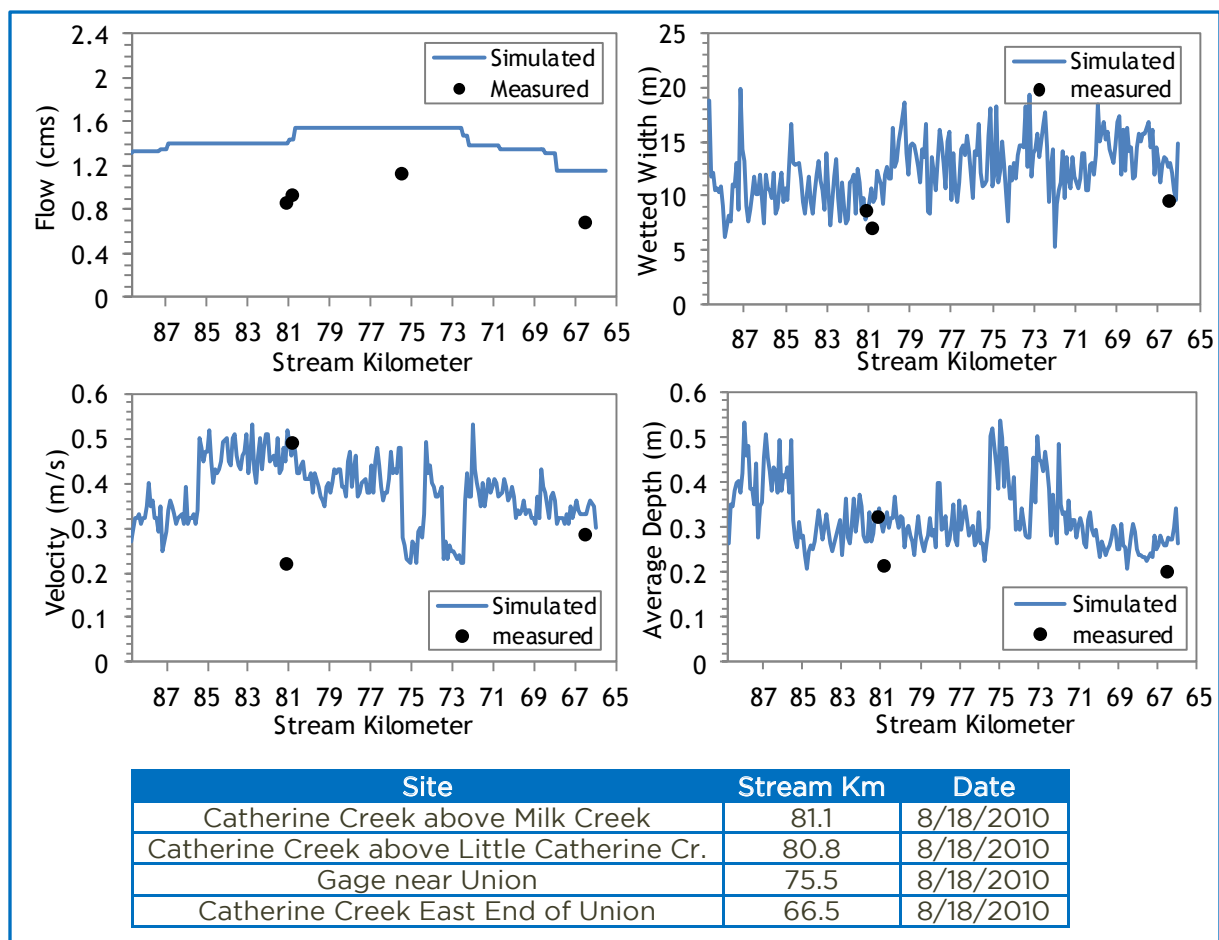 2.4
2
1.6
1.2
0.8
0.4
0
Flow (cms)
Simulated
Measured
87 85 83 81 79 77 75 73 71 69 67 65
Stream Kilometer
25
20
15
10
5
0
Wetted Width (m)
Simulated
measured
87 85 83 81 79 77 75 73 71 69 67 65
Stream Kilometer
0.6
0.5
0.4
0.3
0.2
0.1
0
Velocity (m/s)
Simulated
measured
87 85 83 81 79 77 75 73 71 69 67 65
Stream Kilometer
0.6
0.5
0.4
0.3
0.2
0.1
0
Average Depth (m)
Simulated
measured
87 85 83 81 79 77 75 73 71 69 67 65
Stream Kilometer
Site Stream Km Date
Catherine Creek above Milk Creek 81.1 8/18/2010
Catherine Creek above Little Catherine Cr. 80.8 8/18/2010
Gage near Union 75.5 8/18/2010
Catherine Creek East End of Union 66.5 8/18/2010